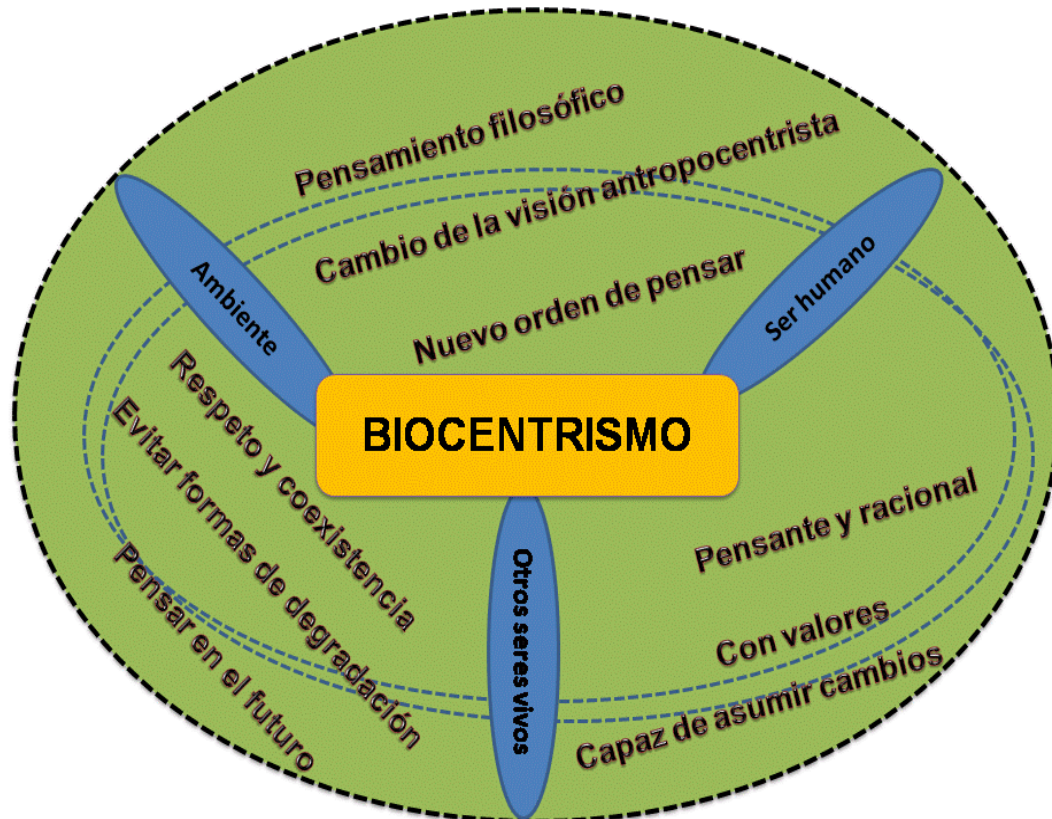 Pensamiento filosófico
Cambio de la visión antropocentrista
Nuevo orden de pensar
Ambiente
Ser humano
BIOCENTRISMO
Respeto y coexistencia
Evitar formas de degradación
Pensar en el futuro
Otros seres vivos
Pensante y racional
Con valores
Capaz de asumir cambios